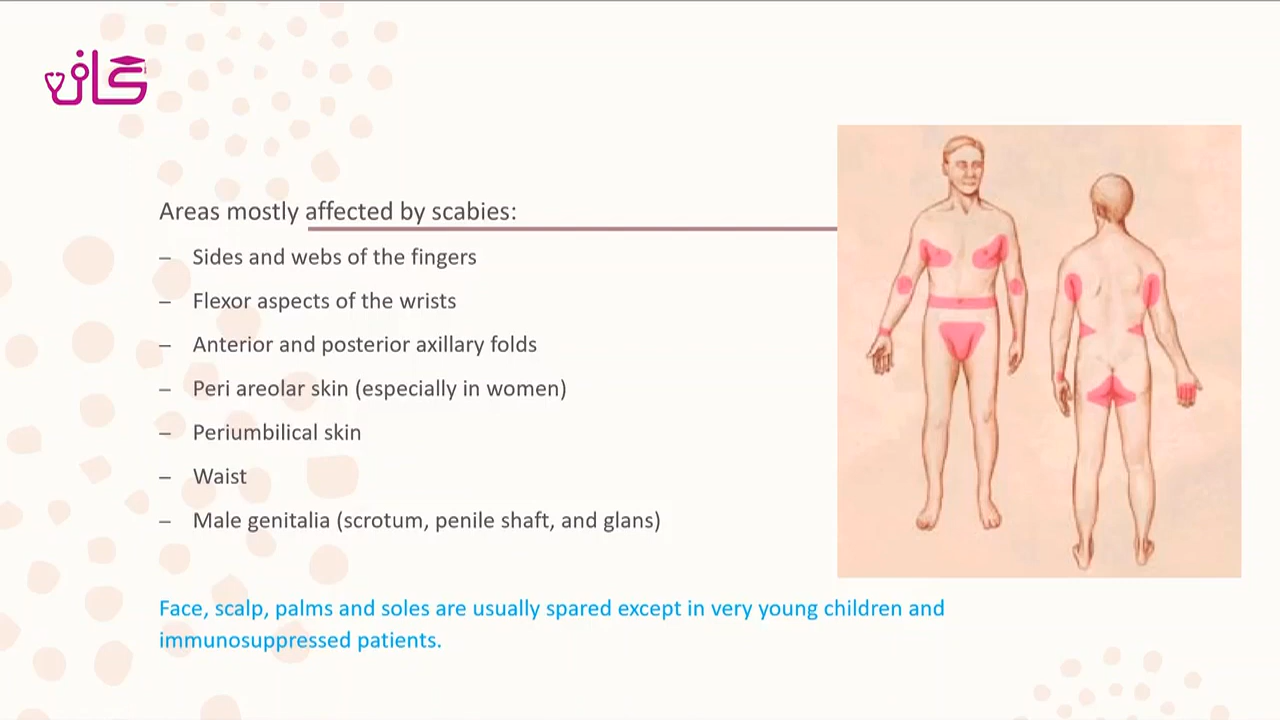 كان
Areas mostly affected by scabies:
– Sides and webs of the fingers
– Flexor aspects of the wrists
– Anterior and posterior axillary folds
– Peri areolar skin (especially in women)
– Periumbilical skin
– Waist
– Male genitalia (scrotum, penile shaft, and glans)
Face, scalp, palms and soles are usually spared except in very young children and
immunosuppressed patients.